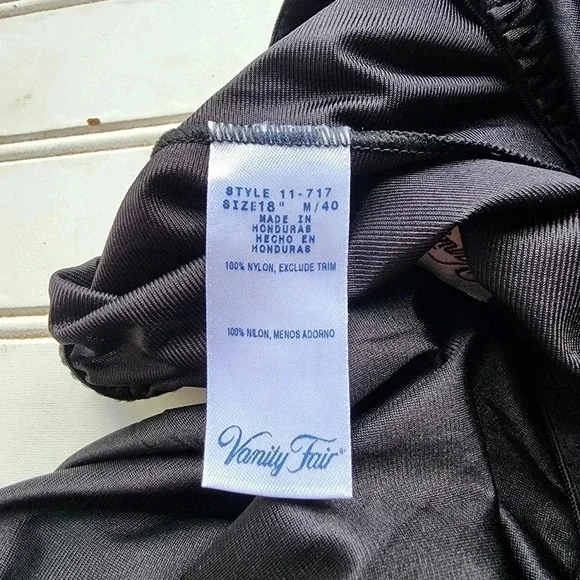 STYLE 11-717
SIZE18" M/40
MADE IN
HONDURAS
HECHO EN
HONDURAS
100% NYLON, EXCLUDE TRIM
100% NILON, MENOS ADORNO
Vanity Fair®